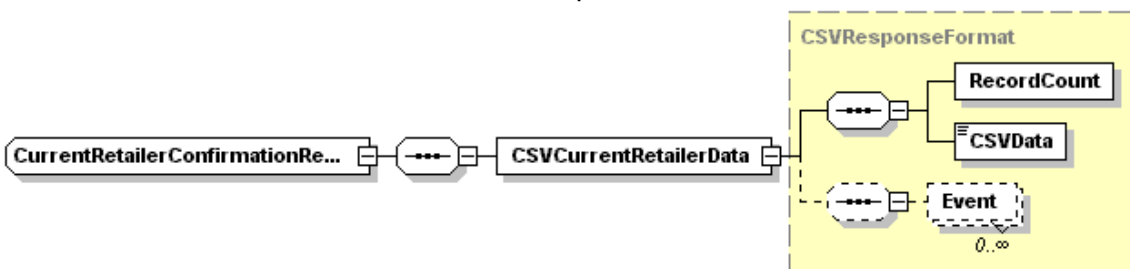 CSVResponseFormat
RecordCount
CurrentRetailerConfirmationRe...
CSVCurrentRetailerData
CSVData
Event
0..∞